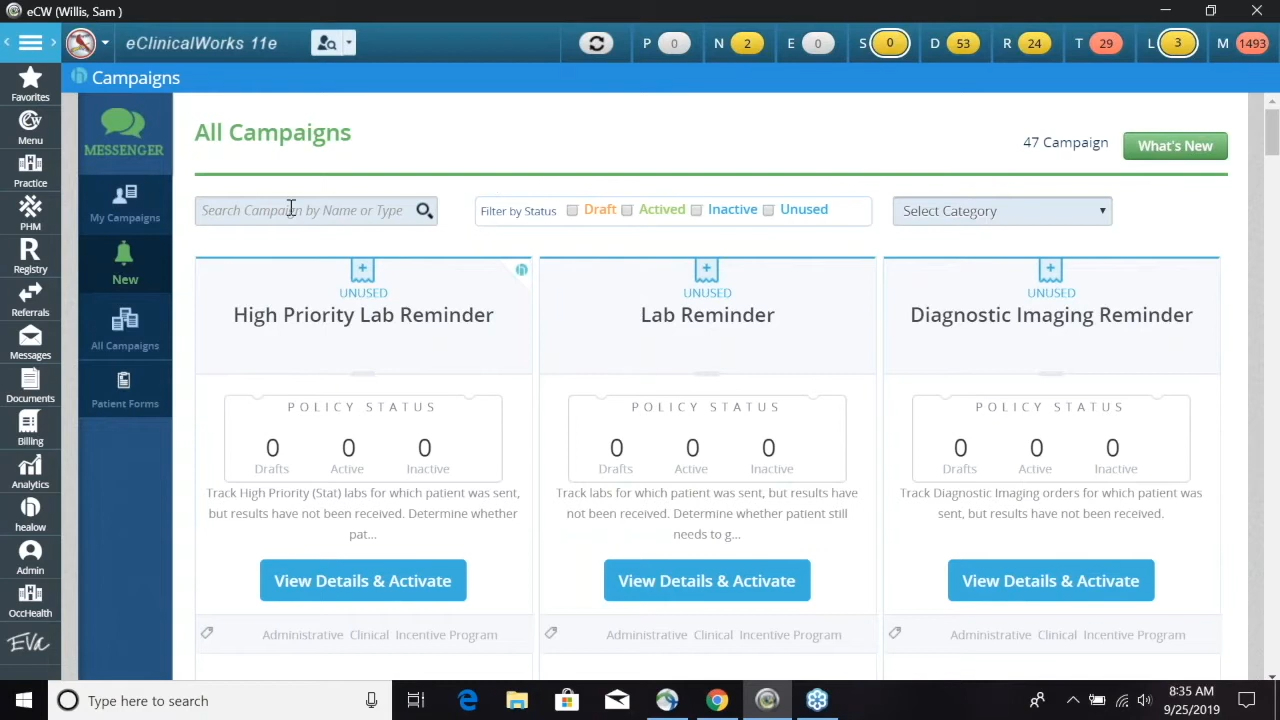 eCW (Willis, Sam )
eClinicalWorks 11e
P 0 N 2 E 0 S 0 D 53 R 24 T 29 L 3 M 1493
Campaigns
Favorites
Menu
Practice
PHM
R
Registry
Referrals
Messages
Documents
Billing
Analytics
healow
Admin
OccHealth
EVA
MESSENGER
My Campaigns
New
All Campaigns
Patient Forms
All Campaigns
47 Campaign
What's New
Search Campaign by Name or Type
Filter by Status Draft Actived Inactive Unused
Select Category
UNUSED
High Priority Lab Reminder
POLICY STATUS
0 0 0
Drafts Active Inactive
Track High Priority (Stat) labs for which patient was sent,
but results have not been received. Determine whether
pat...
View Details & Activate
Administrative Clinical Incentive Program
UNUSED
Lab Reminder
POLICY STATUS
0 0 0
Drafts Active Inactive
Track labs for which patient was sent, but results have
not been received. Determine whether patient still
needs to g...
View Details & Activate
Administrative Clinical Incentive Program
UNUSED
Diagnostic Imaging Reminder
POLICY STATUS
0 0 0
Drafts Active Inactive
Track Diagnostic Imaging orders for which patient was
sent, but results have not been received.
View Details & Activate
Administrative Clinical Incentive Program
Type here to search
8:35 AM
9/25/2019